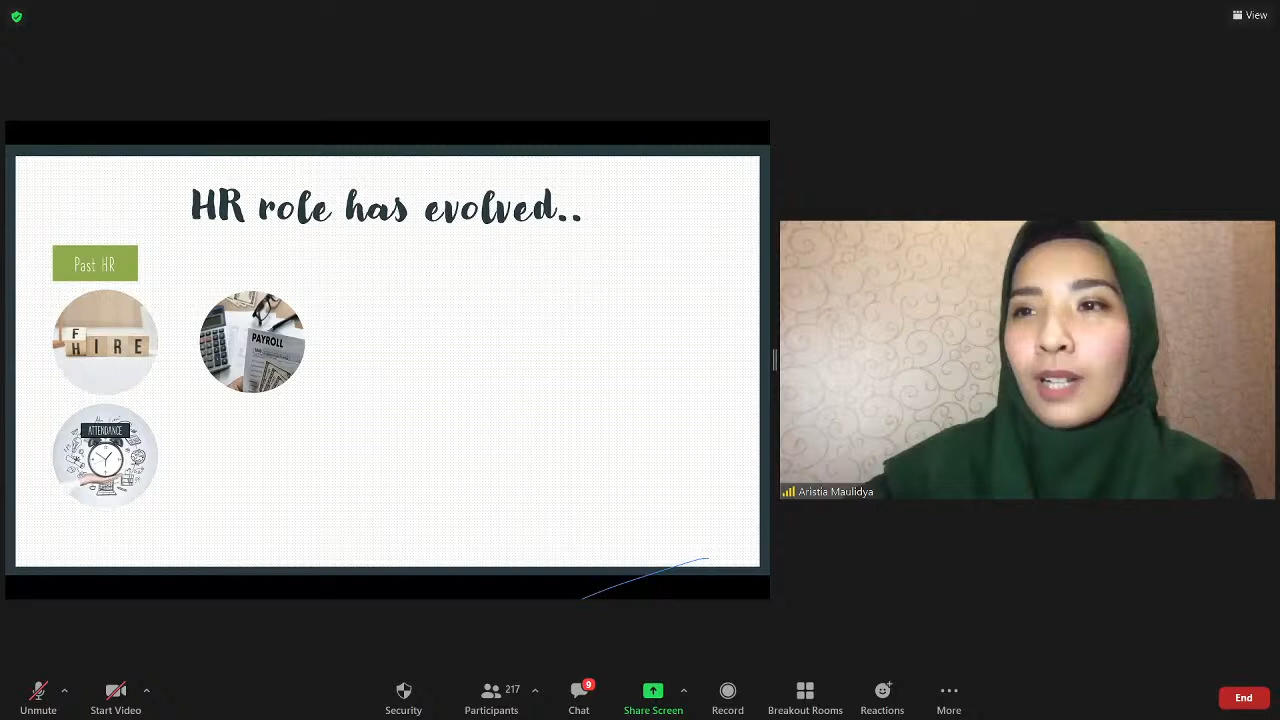 View
HR role has evolved..
Past HR
F
HIRE
PAYROLL
ATTENDANCE
Aristia Maulidya
217
9
Unmute
Start Video
Security
Participants
Chat
Share Screen
Record
Breakout Rooms
Reactions
More
End